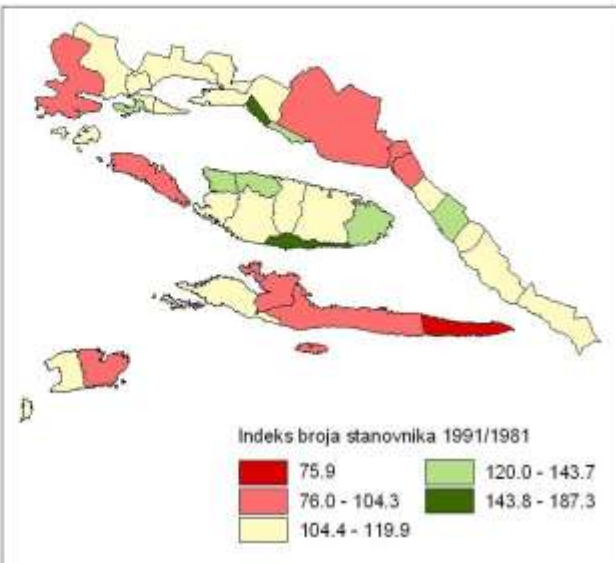 Indeks broja stanovnika 1991/1981
75.9
76.0 - 104.3
104.4 - 119.9
120.0 - 143.7
143.8 - 187.3